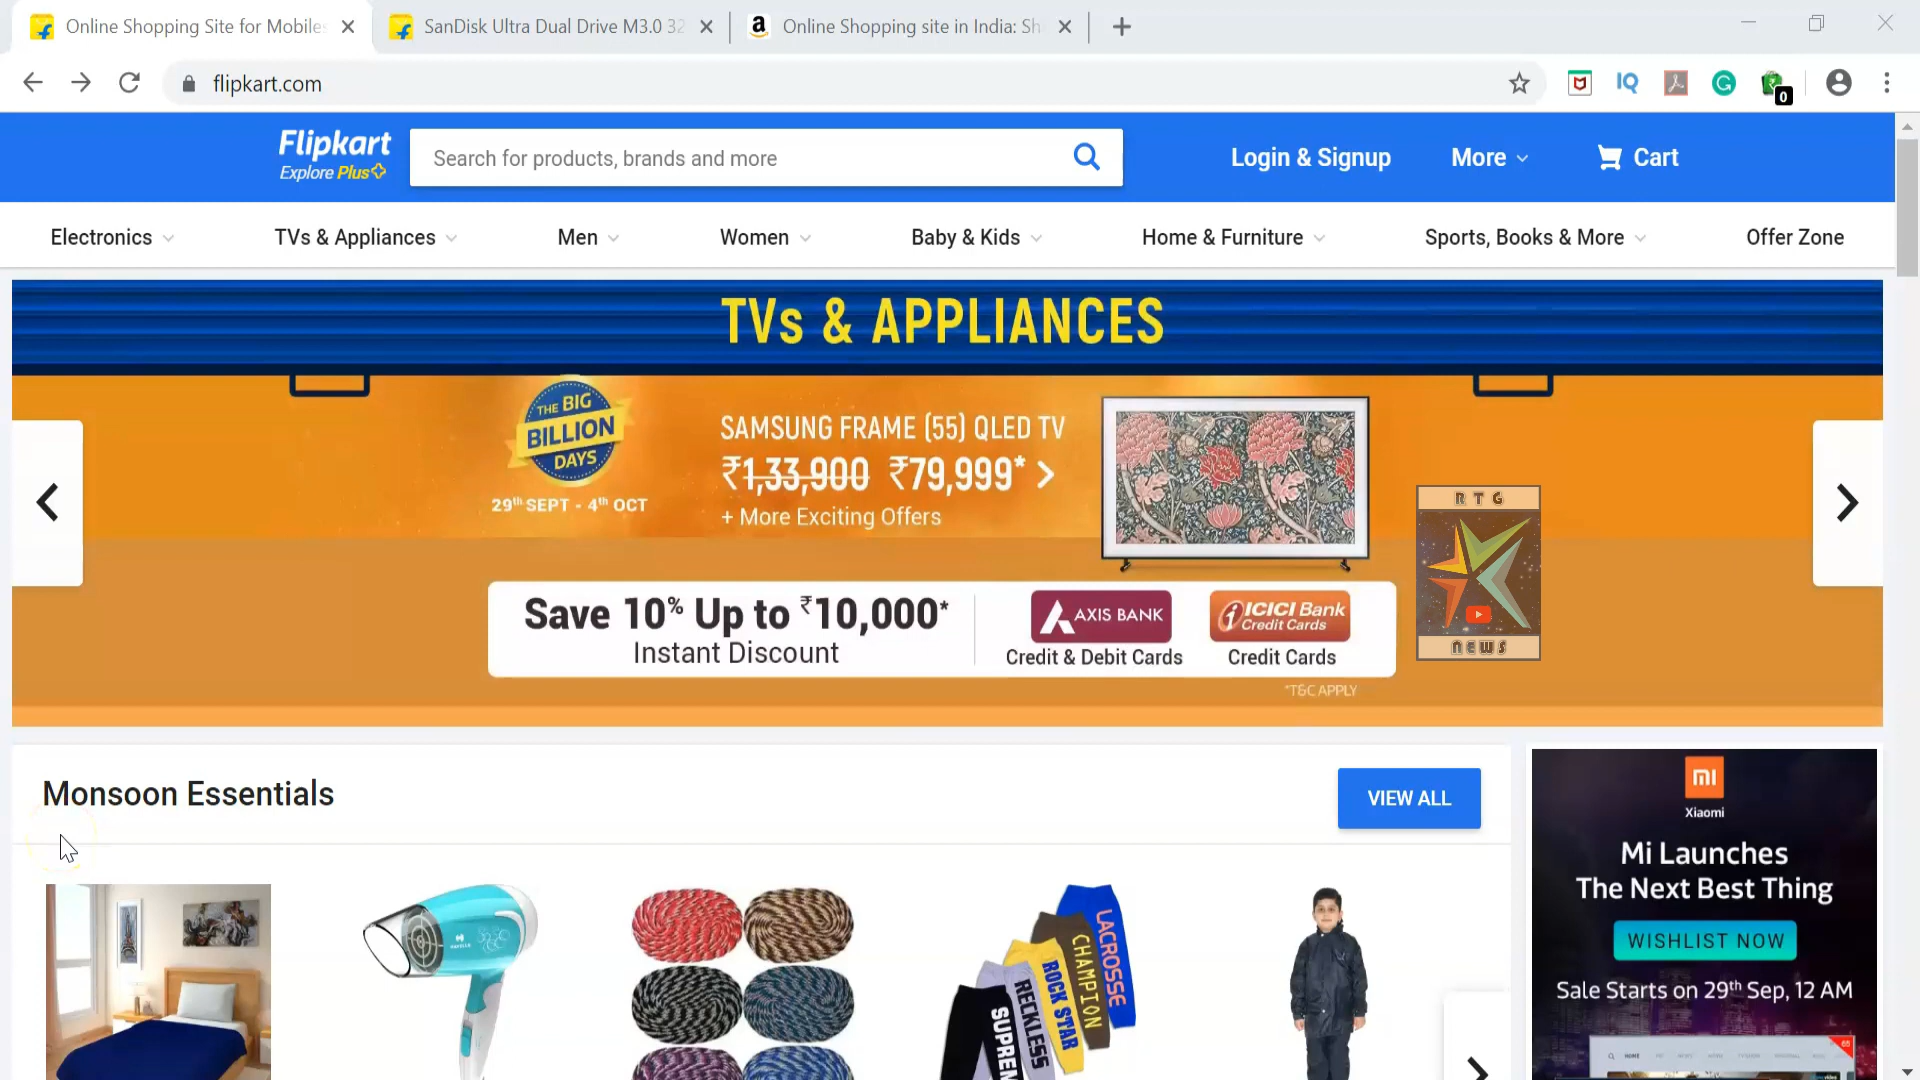 Online Shopping Site for Mobiles
SanDisk Ultra Dual Drive M3.0 32
Online Shopping site in India: Sh
flipkart.com
0
Flipkart
Explore Plus
Search for products, brands and more
Login & Signup
More
Cart
Electronics
TVs & Appliances
Men
Women
Baby & Kids
Home & Furniture
Sports, Books & More
Offer Zone
TVs & APPLIANCES
THE BIG
BILLION
DAYS
29th SEPT - 4th OCT
SAMSUNG FRAME (55) QLED TV
₹1,33,900 ₹79,999*
+ More Exciting Offers
RTG
NEWS
Save 10% Up to ₹10,000*
Instant Discount
AXIS BANK
Credit & Debit Cards
ICICI Bank
Credit Cards
Credit Cards
*T&C APPLY
Monsoon Essentials
VIEW ALL
LACROSSE
CHAMPION
ROCK STAR
RECKLESS
SUPREM
mi
Xiaomi
Mi Launches
The Next Best Thing
WISHLIST NOW
Sale Starts on 29th Sep, 12 AM
HOME